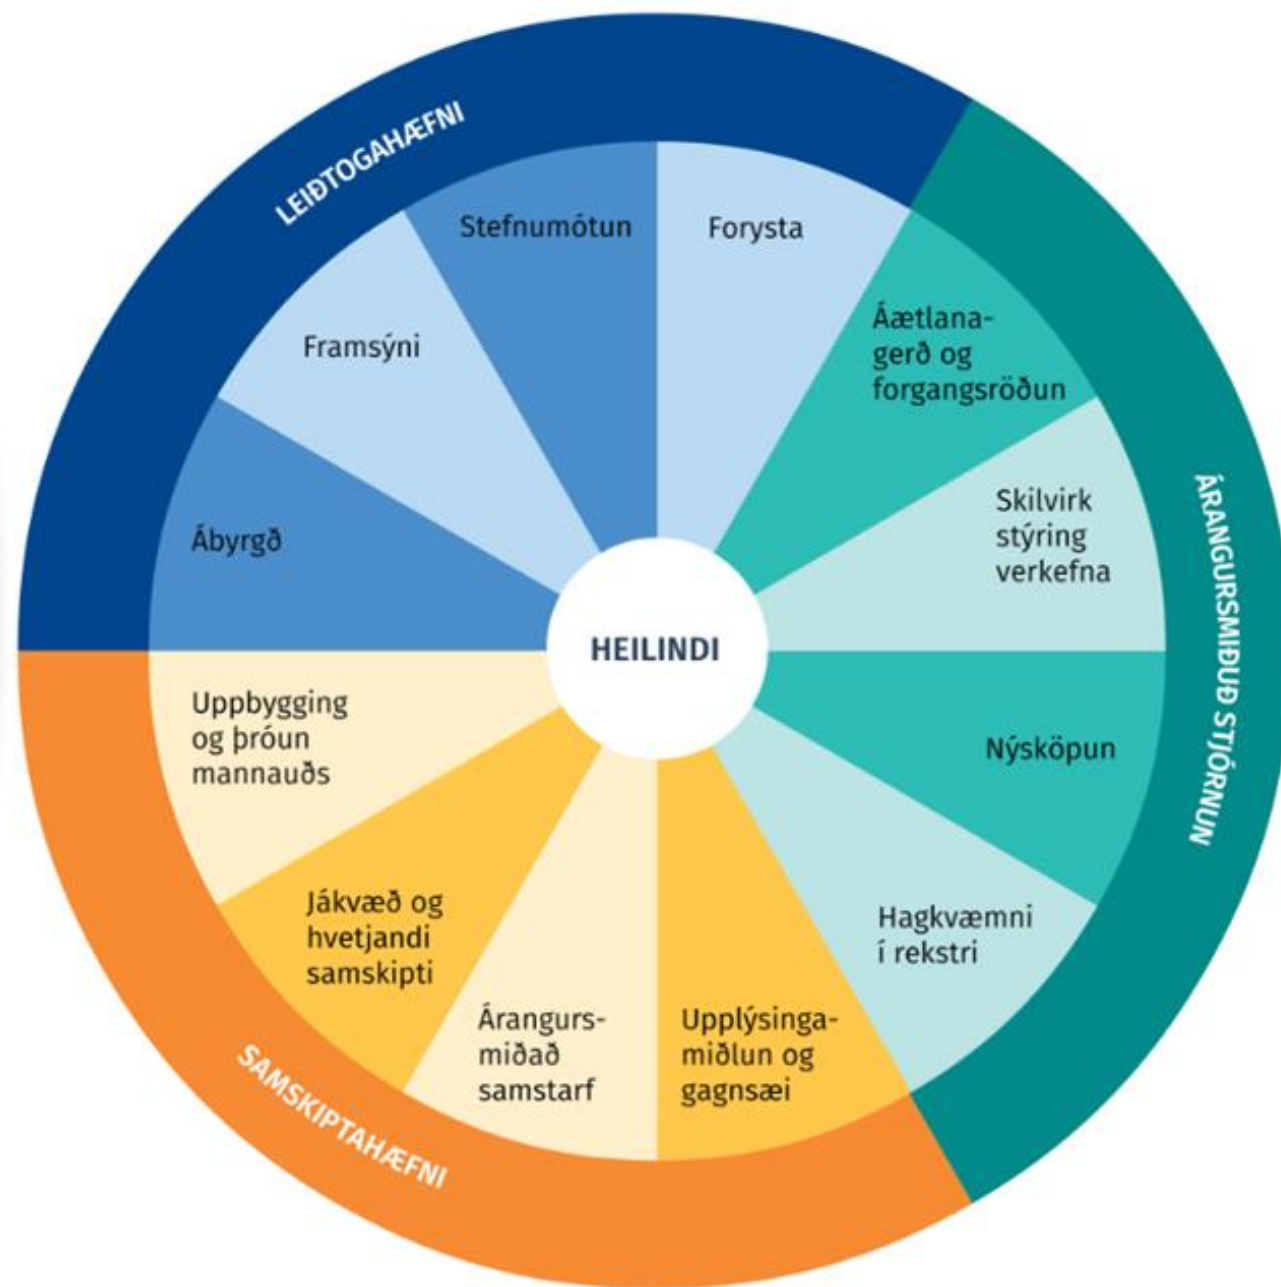 LEIÐTOGAHÆFNI
Stefnumótun
Forysta
Framsýni
Ábyrgð
ÁRANGURSMIÐUÐ STJÓRNUN
Áætlana-
gerð og
forgangsröðun
Skilvirk
stýring
verkefna
Nýsköpun
Hagkvæmni
í rekstri
HEILINDI
Uppbygging
og þróun
mannauðs
Jákvæð og
hvetjandi
samskipti
Árangurs-
miðað
samstarf
Upplýsinga-
miðlun og
gagnsæi
SAMSKIPTAHÆFNI